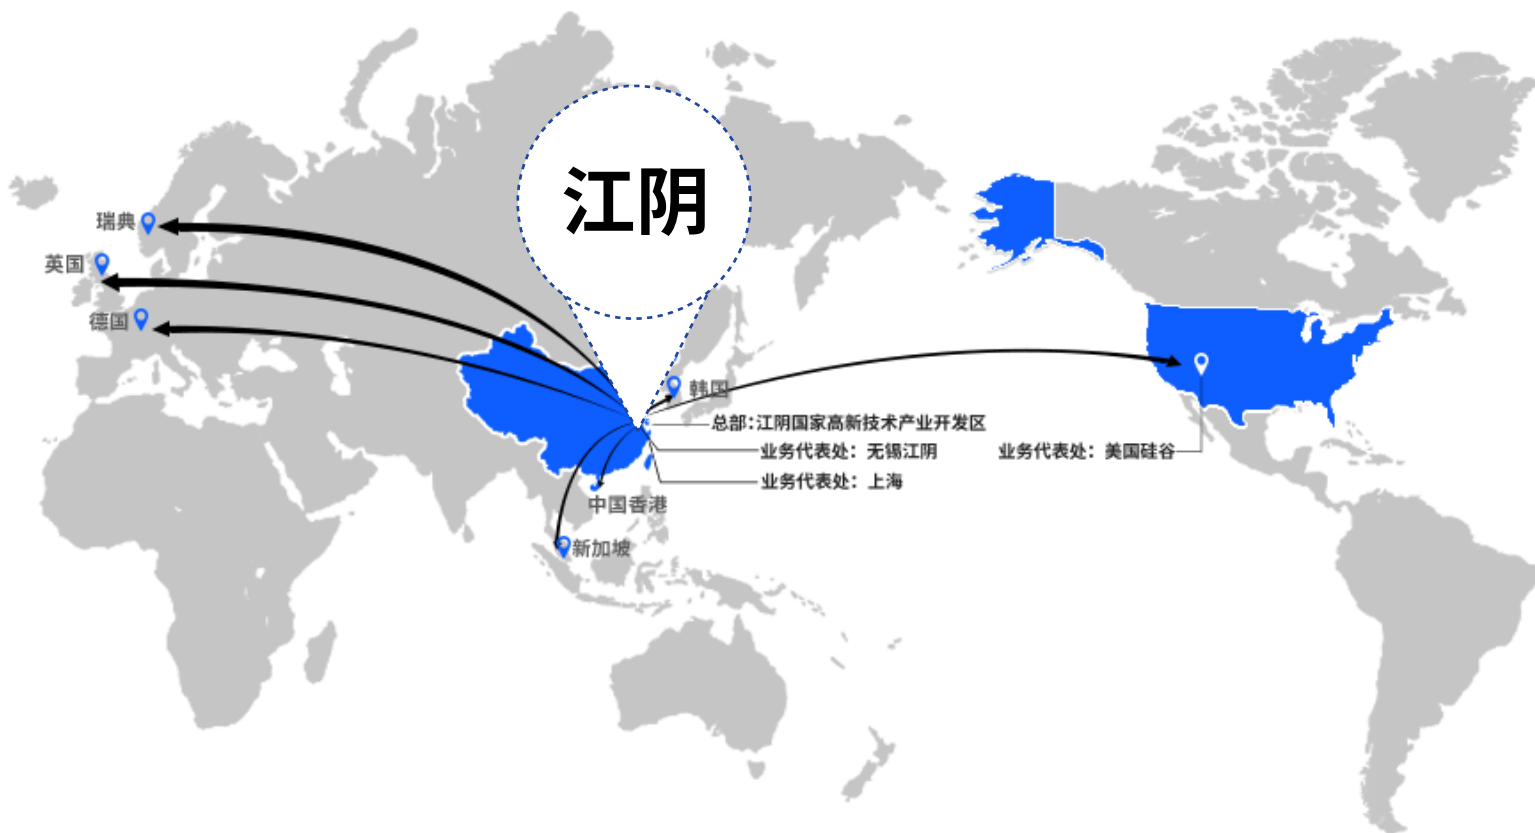 江阴
瑞典
英国
德国
韩国
总部：江阴国家高新技术产业开发区
业务代表处：无锡江阴
业务代表处：美国硅谷
业务代表处：上海
中国香港
新加坡